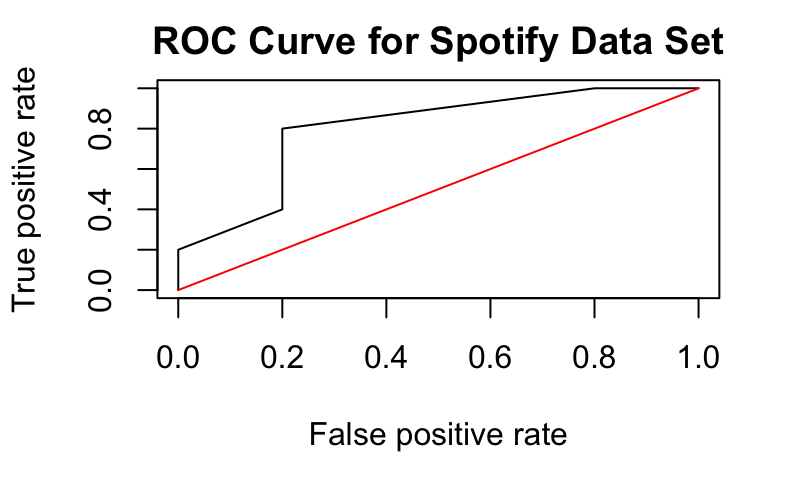 ROC Curve for Spotify Data Set
True positive rate
0.8
0.4
0.0
0.0 0.2 0.4 0.6 0.8 1.0
False positive rate